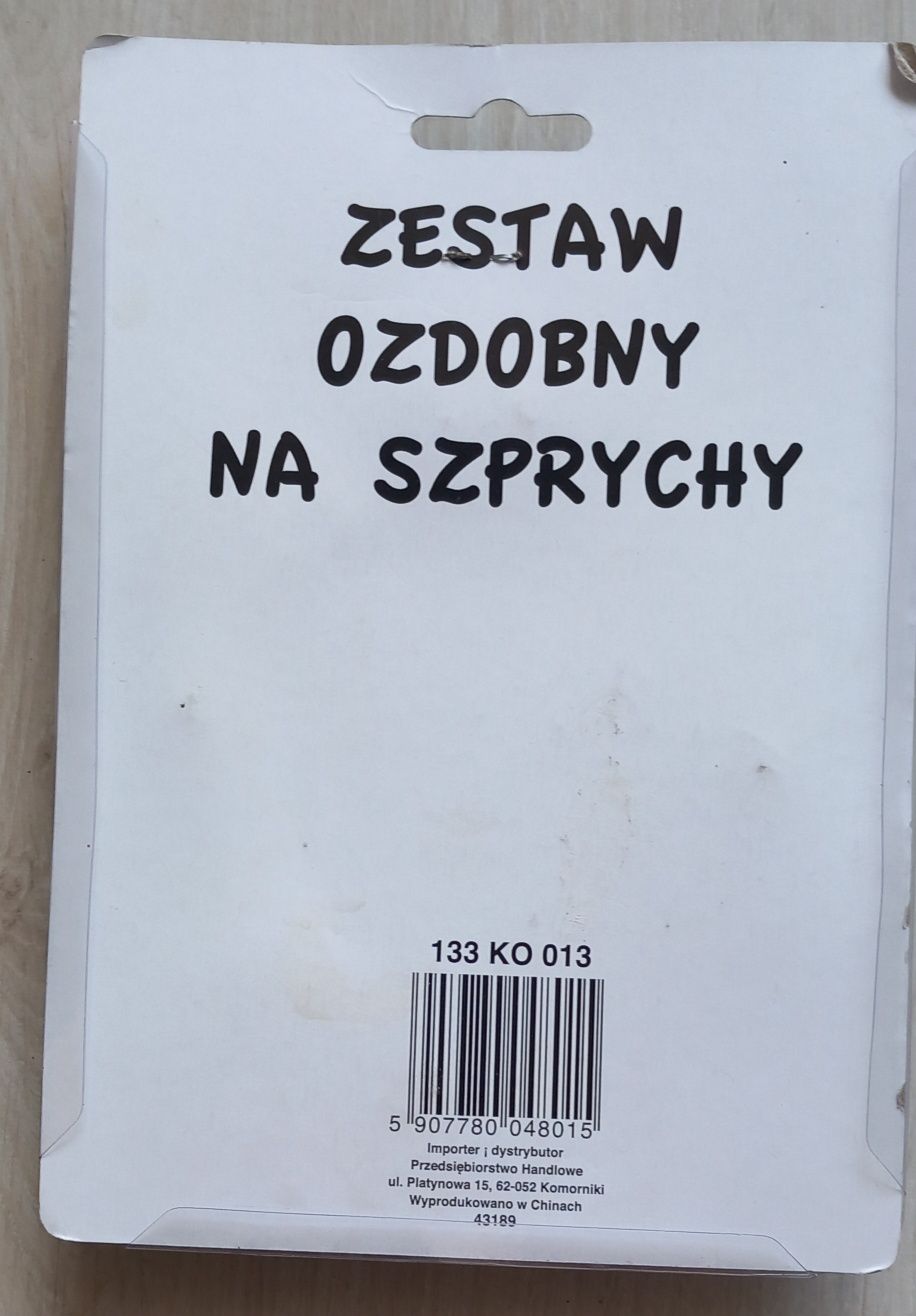 ZESTAW
OZDOBNY
NA SZPRYCHY
133 KO 013
5 907780 048015
Importer ¡ dystrybutor
Przedsiębiorstwo Handlowe
ul. Platynowa 15, 62-052 Komorniki
Wyprodukowano w Chinach
43189